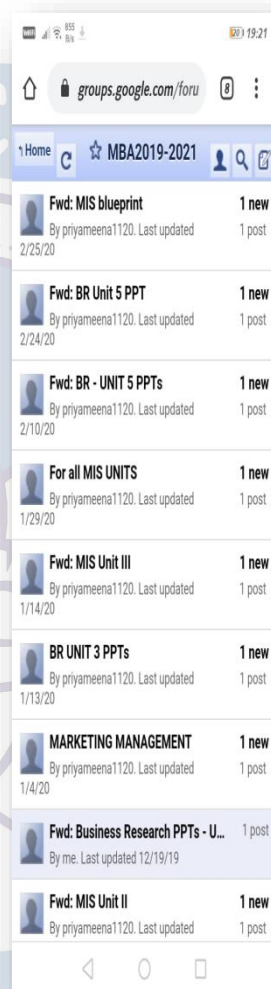 855 B/s
20 19:21
groups.google.com/foru
8
Home
MBA2019-2021
Fwd: MIS blueprint
1 new
By priyameena1120. Last updated
1 post
2/25/20
Fwd: BR Unit 5 PPT
1 new
By priyameena1120. Last updated
1 post
2/24/20
Fwd: BR - UNIT 5 PPTs
1 new
By priyameena1120. Last updated
1 post
2/10/20
For all MIS UNITS
1 new
By priyameena1120. Last updated
1 post
1/29/20
Fwd: MIS Unit III
1 new
By priyameena1120. Last updated
1 post
1/14/20
BR UNIT 3 PPTs
1 new
By priyameena1120. Last updated
1 post
1/13/20
MARKETING MANAGEMENT
1 new
By priyameena1120. Last updated
1 post
1/4/20
Fwd: Business Research PPTs - U...
1 post
By me. Last updated 12/19/19
Fwd: MIS Unit II
1 new
By priyameena1120. Last updated
1 post